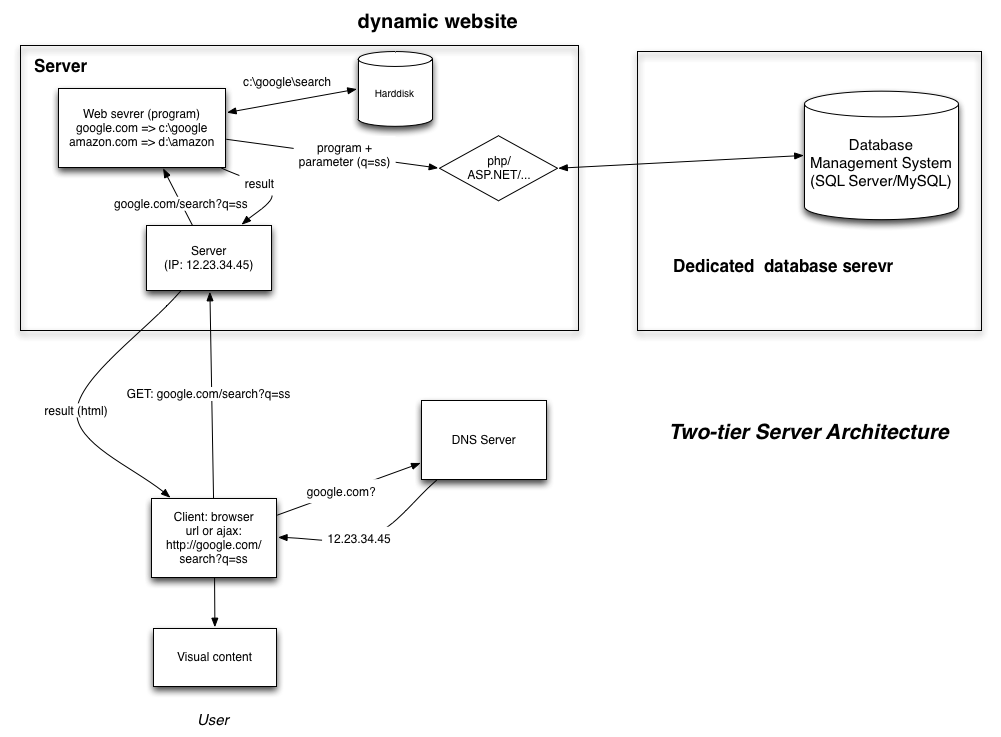 dynamic website
Server
c:\google\search
Harddisk
Web sevrer (program)
google.com => c:\google
amazon.com => d:\amazon
program +
parameter (q=ss)
php/
ASP.NET/...
Database
Management System
(SQL Server/MySQL)
result
google.com/search?q=ss
Server
(IP: 12.23.34.45)
Dedicated  database serevr
GET: google.com/search?q=ss
result (html)
Two-tier Server Architecture
DNS Server
google.com?
12.23.34.45
Client: browser
url or ajax:
http://google.com/
search?q=ss
Visual content
User